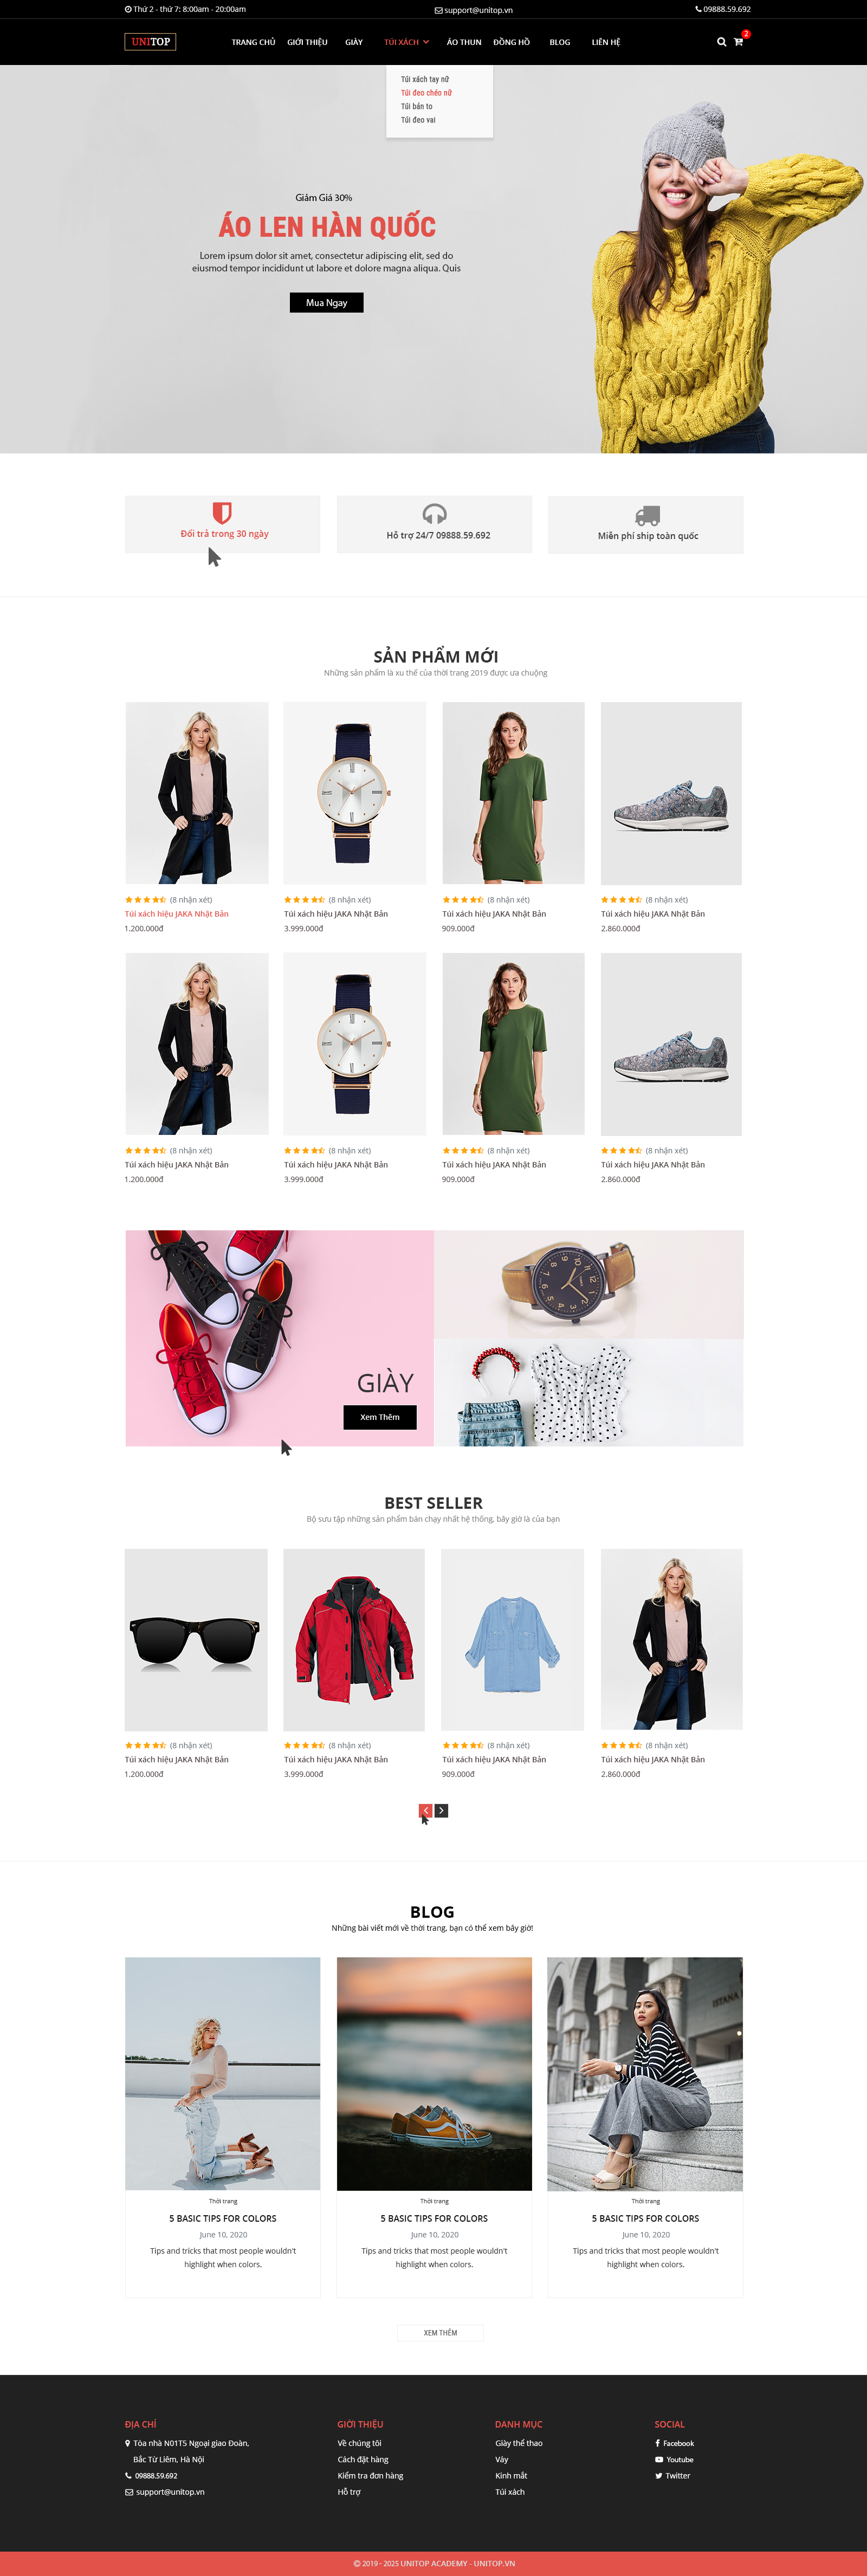 Thứ 2 - thứ 7: 8:00am - 20:00am
support@unitop.vn
09888.59.692
UNITOP
TRANG CHỦ
GIỚI THIỆU
GIÀY
TÚI XÁCH
ÁO THUN
ĐỒNG HỒ
BLOG
LIÊN HỆ
2
Túi xách tay nữ
Túi đeo chéo nữ
Túi bán to
Túi đeo vai
Giảm Giá 30%
ÁO LEN HÀN QUỐC
Lorem ipsum dolor sit amet, consectetur adipiscing elit, sed do
eiusmod tempor incididunt ut labore et dolore magna aliqua. Quis
Mua Ngay
Đổi trả trong 30 ngày
Hỗ trợ 24/7 09888.59.692
Miễn phí ship toàn quốc
SẢN PHẨM MỚI
Những sản phẩm là xu thế của thời trang 2019 được ưa chuộng
(8 nhận xét)
Túi xách hiệu JAKA Nhật Bản
1.200.000đ
(8 nhận xét)
Túi xách hiệu JAKA Nhật Bản
3.999.000đ
(8 nhận xét)
Túi xách hiệu JAKA Nhật Bản
909.000đ
(8 nhận xét)
Túi xách hiệu JAKA Nhật Bản
2.860.000đ
(8 nhận xét)
Túi xách hiệu JAKA Nhật Bản
1.200.000đ
(8 nhận xét)
Túi xách hiệu JAKA Nhật Bản
3.999.000đ
(8 nhận xét)
Túi xách hiệu JAKA Nhật Bản
909.000đ
(8 nhận xét)
Túi xách hiệu JAKA Nhật Bản
2.860.000đ
GIÀY
Xem Thêm
BEST SELLER
Bộ sưu tập những sản phẩm bán chạy nhất hệ thống, bây giờ là của bạn
(8 nhận xét)
Túi xách hiệu JAKA Nhật Bản
1.200.000đ
(8 nhận xét)
Túi xách hiệu JAKA Nhật Bản
3.999.000đ
(8 nhận xét)
Túi xách hiệu JAKA Nhật Bản
909.000đ
(8 nhận xét)
Túi xách hiệu JAKA Nhật Bản
2.860.000đ
BLOG
Những bài viết mới về thời trang, bạn có thể xem bây giờ!
ISTANA
Thời trang
5 BASIC TIPS FOR COLORS
June 10, 2020
Tips and tricks that most people wouldn't
highlight when colors.
Thời trang
5 BASIC TIPS FOR COLORS
June 10, 2020
Tips and tricks that most people wouldn't
highlight when colors.
Thời trang
5 BASIC TIPS FOR COLORS
June 10, 2020
Tips and tricks that most people wouldn't
highlight when colors.
XEM THÊM
ĐỊA CHỈ
Tòa nhà N01T5 Ngoại giao Đoàn,
Bắc Từ Liêm, Hà Nội
09888.59.692
support@unitop.vn
GIỚI THIỆU
Về chúng tôi
Cách đặt hàng
Kiểm tra đơn hàng
Hỗ trợ
DANH MỤC
Giày thể thao
Váy
Kính mắt
Túi xách
SOCIAL
Facebook
Youtube
Twitter
© 2019 - 2025 UNITOP ACADEMY - UNITOP.VN